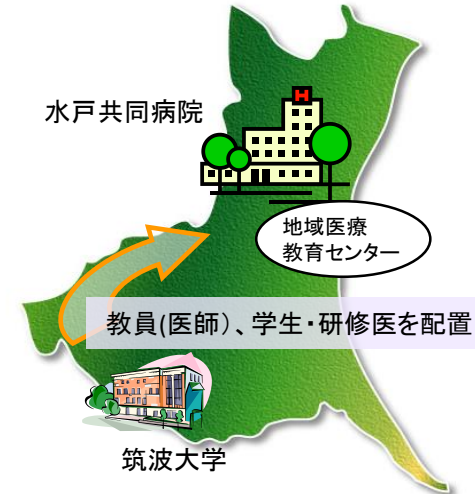 水戸共同病院
H
地域医療
教育センター
教員(医師）、学生・研修医を配置
筑波大学